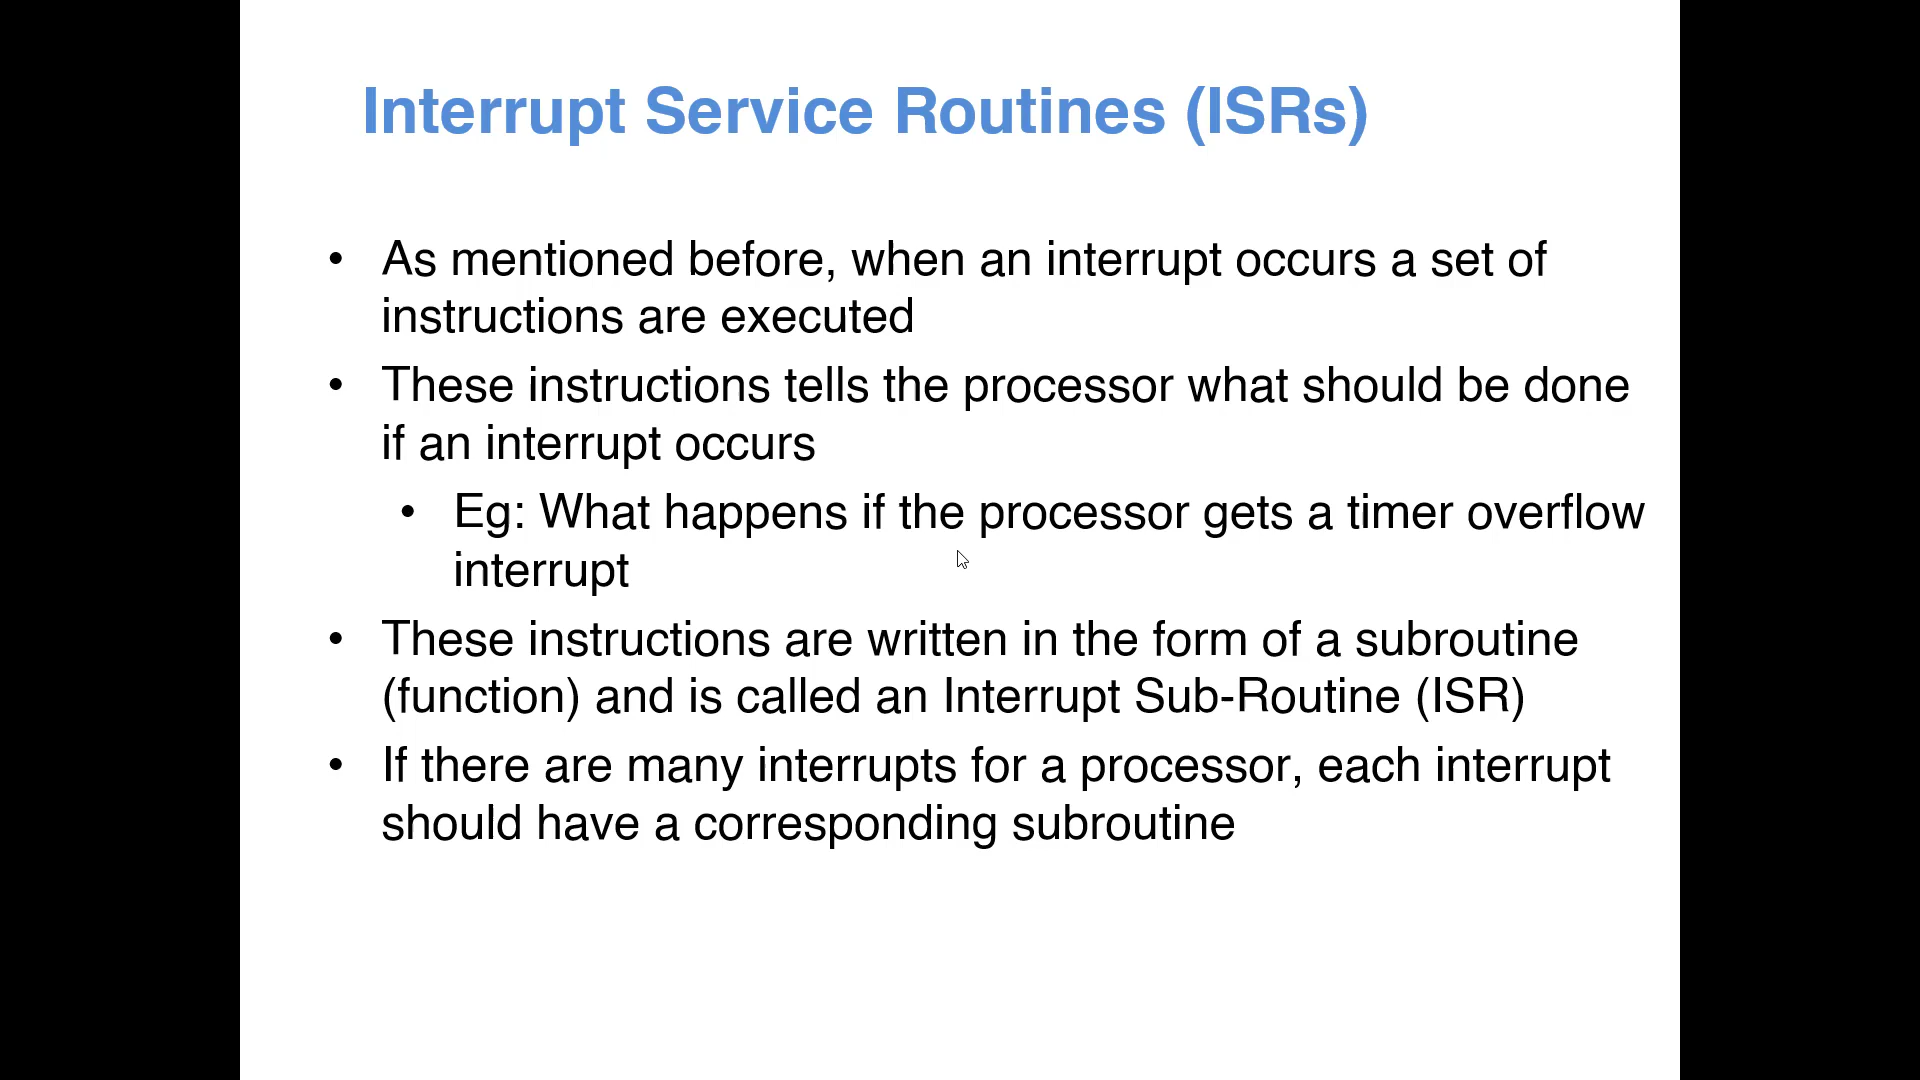 Interrupt Service Routines (ISRs)
• As mentioned before, when an interrupt occurs a set of
instructions are executed
• These instructions tells the processor what should be done
if an interrupt occurs
• Eg: What happens if the processor gets a timer overflow
interrupt
• These instructions are written in the form of a subroutine
(function) and is called an Interrupt Sub-Routine (ISR)
• If there are many interrupts for a processor, each interrupt
should have a corresponding subroutine